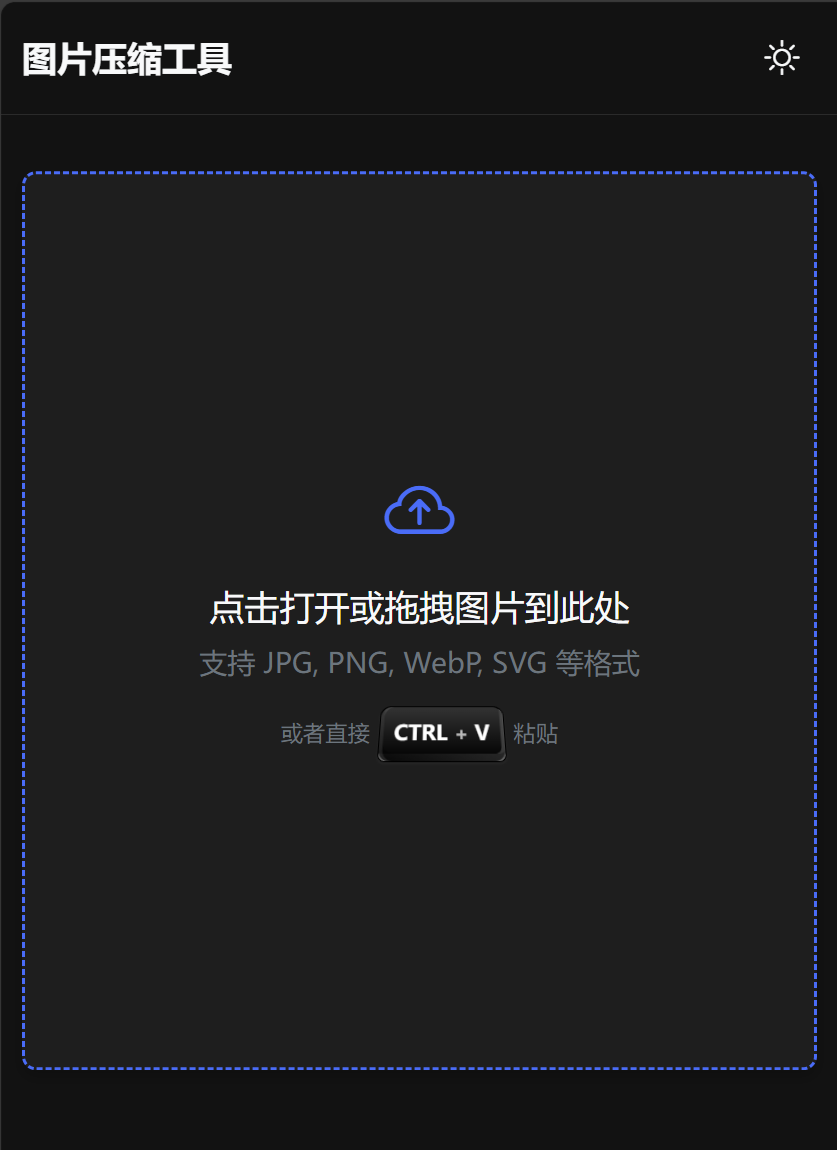 图片压缩工具
点击打开或拖拽图片到此处
支持 JPG, PNG, WebP, SVG 等格式
或者直接 CTRL + V 粘贴